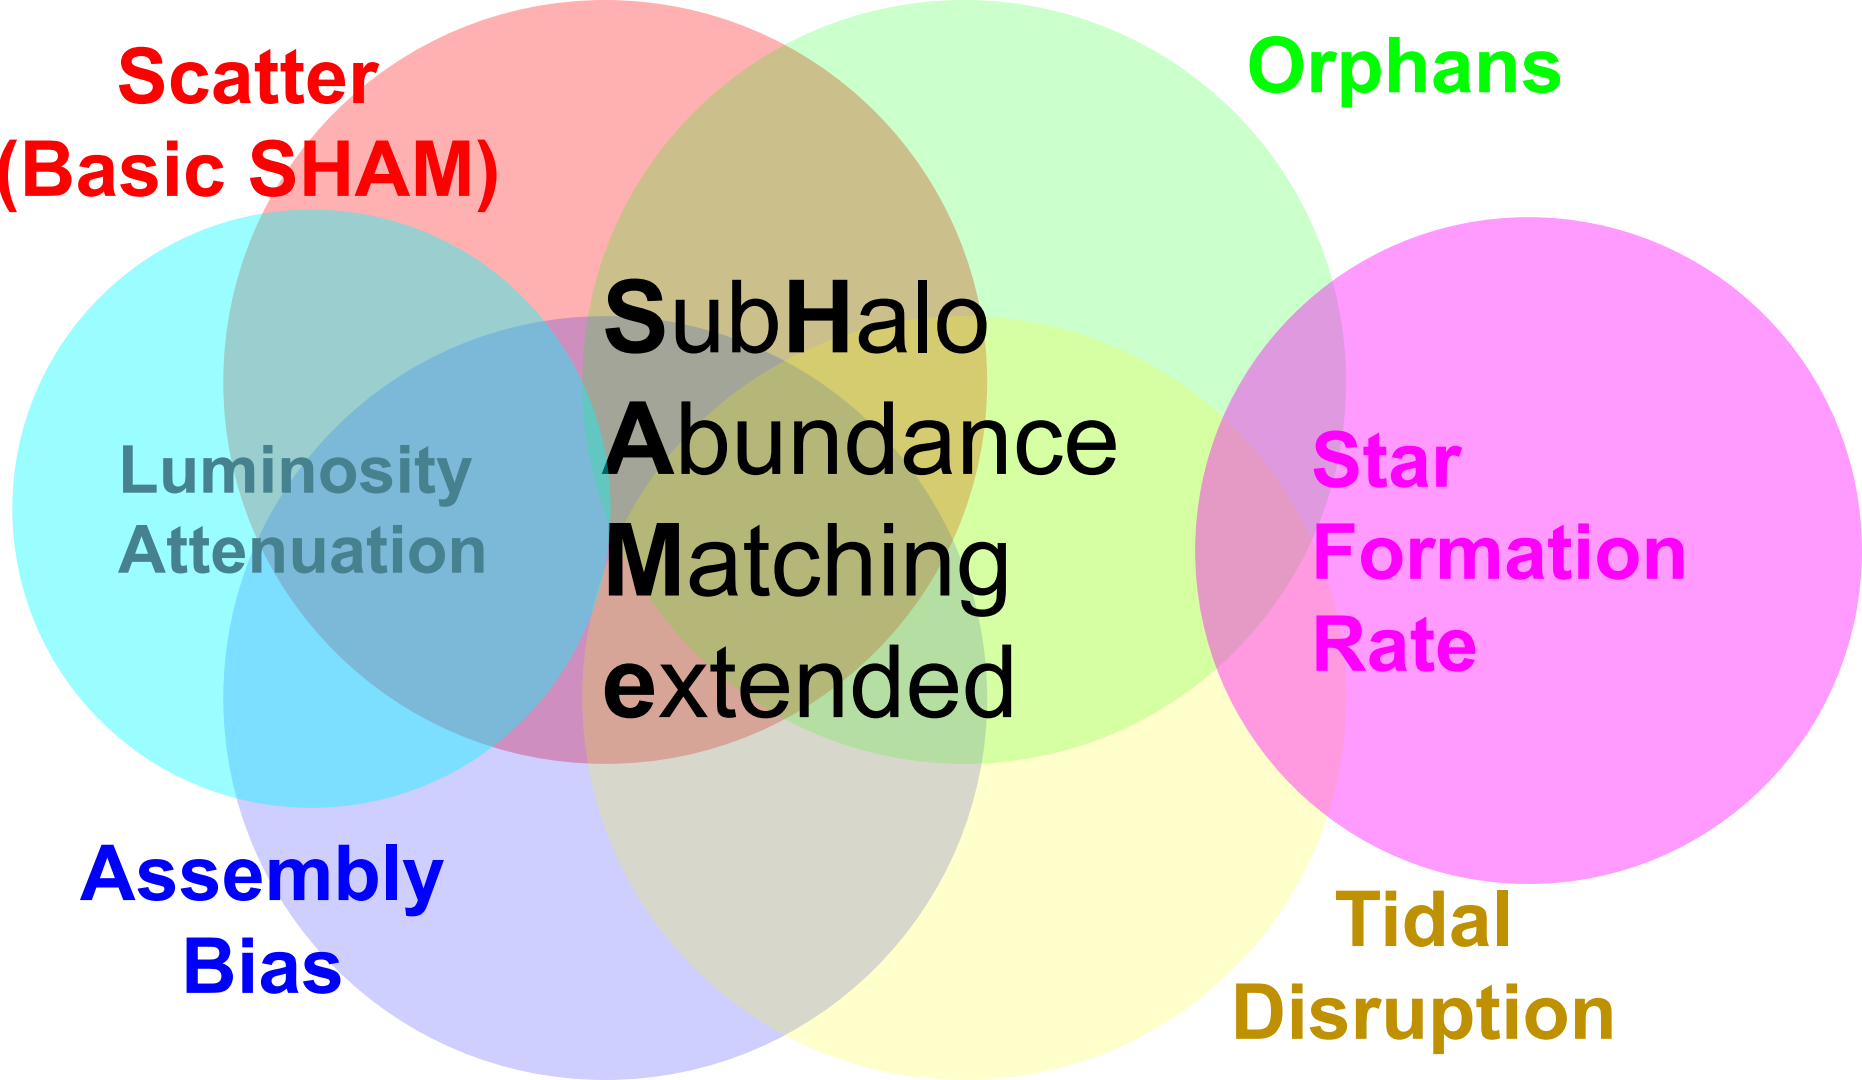 Scatter
(Basic SHAM)
Orphans
SubHalo
Abundance
Matching
extended
Luminosity
Attenuation
Star
Formation
Rate
Assembly
Bias
Tidal
Disruption